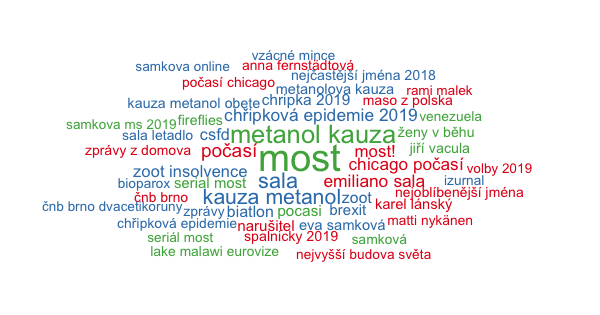 vzácné mince
samkova online
anna fernstädtová
nejčastější jména 2018
počasí chicago
metanolova kauza
rami malek
kauza metanol obete
chripka 2019
maso z polska
samkova ms 2019
fireflies
chřipková epidemie 2019
venezuela
sala letadlo
csfd
metanol kauza
ženy v běhu
zprávy z domova
počasí
most
most!
jiří vacula
zoot insolvence
chicago počasí
volby 2019
bioparox
serial most
sala
emiliano sala
izurnal
čnb brno
kauza metanol
zoot
nejoblíbenější jména
čnb brno dvacetikoruny
zprávy
biatlon
pocasi
brexit
karel lánský
chřipková epidemie
narušitel
eva samková
matti nykänen
seriál most
spalnicky 2019
samková
lake malawi eurovize
nejvyšší budova světa